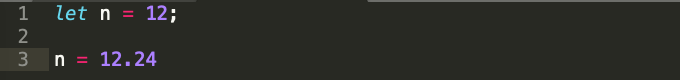 1 let n = 12;
2
3 n = 12.24